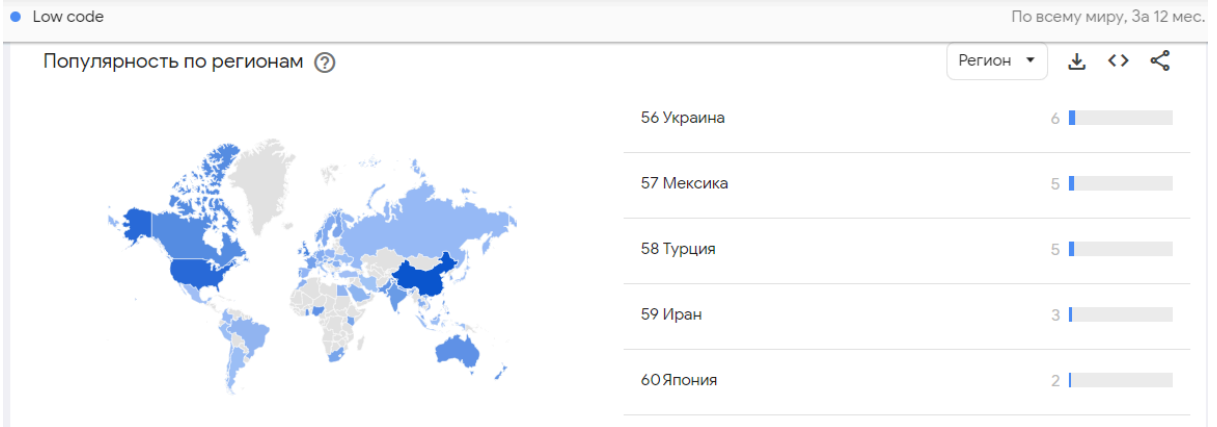 Low code
По всему миру, За 12 мес.
Популярность по регионам ?
Регион
56 Украина 6
57 Мексика 5
58 Турция 5
59 Иран 3
60 Япония 2